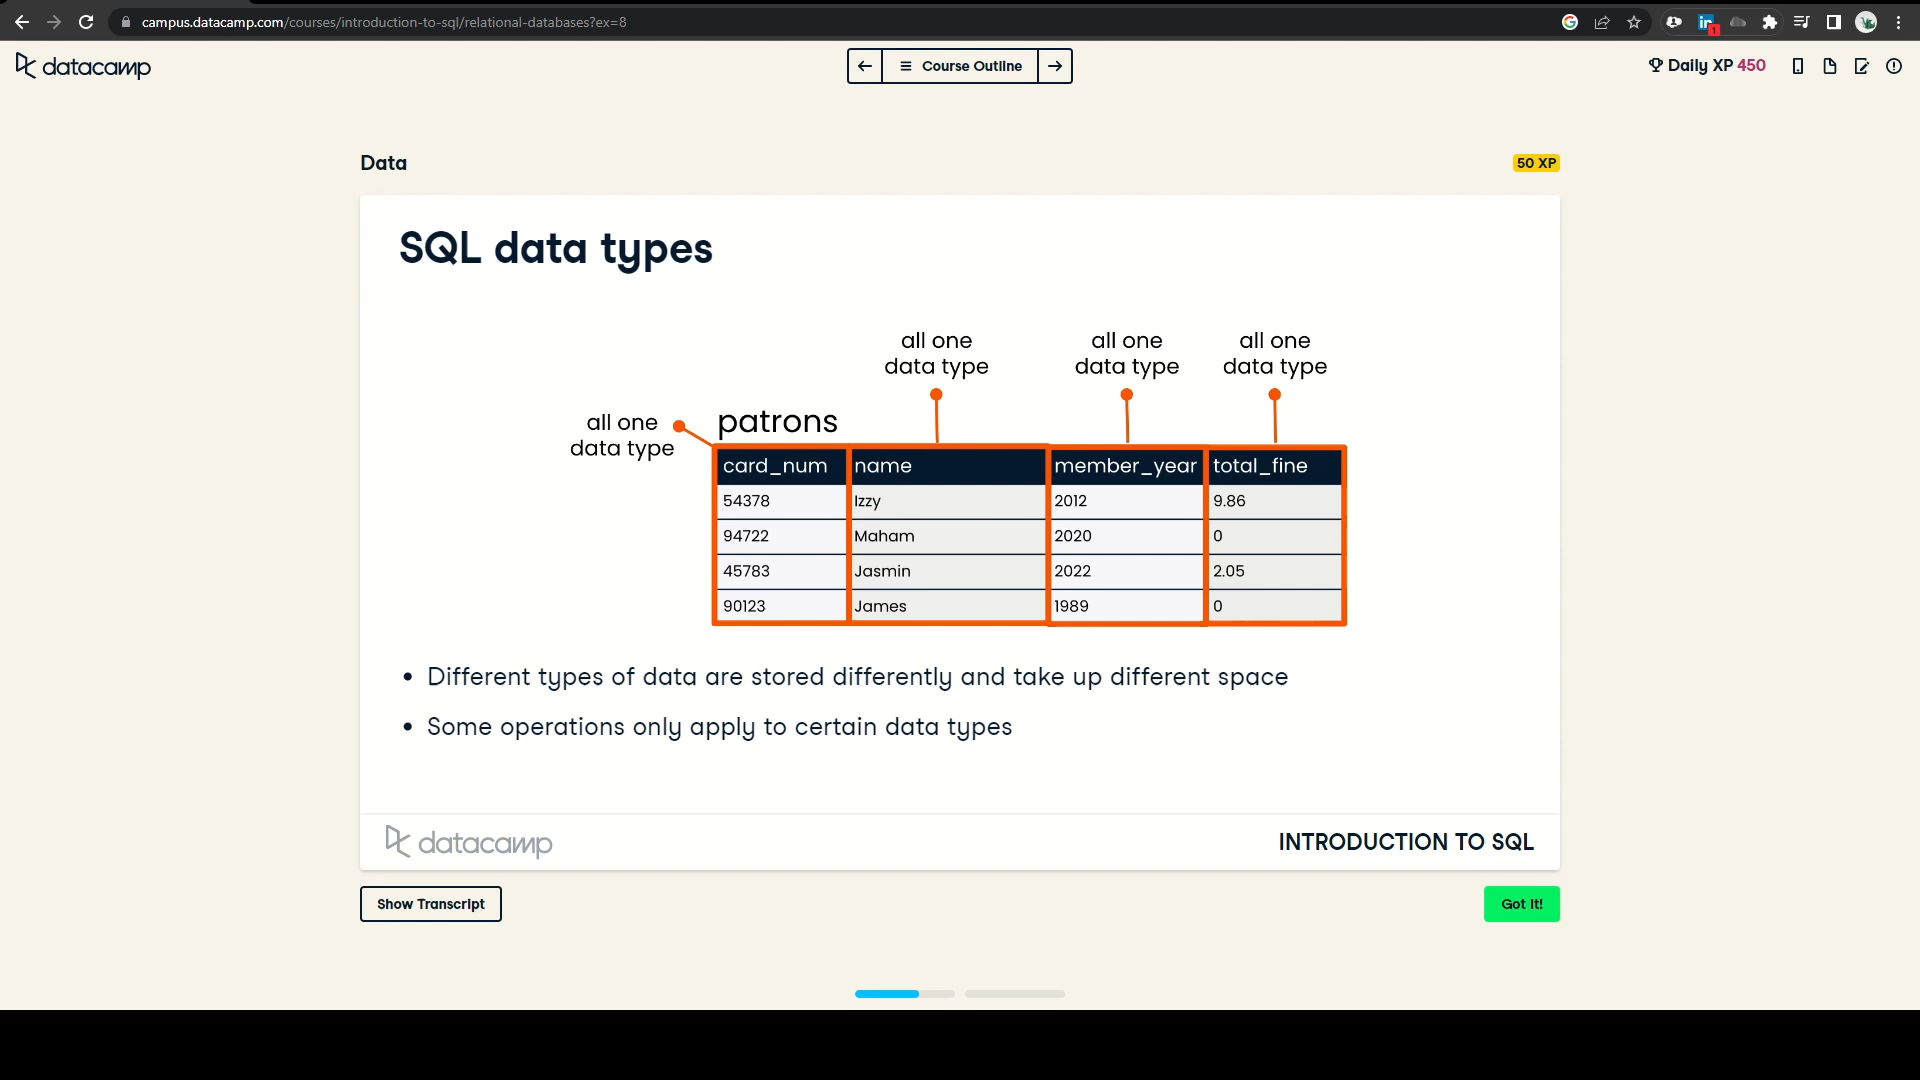 campus.datacamp.com/courses/introduction-to-sql/relational-databases?ex=8
1
datacamp
Course Outline
Daily XP 450
Data
50 XP
SQL data types
all one
data type
all one
data type
all one
data type
all one
data type
patrons
card_num name member_year total_fine
54378 Izzy 2012 9.86
94722 Maham 2020 0
45783 Jasmin 2022 2.05
90123 James 1989 0
• Different types of data are stored differently and take up different space
• Some operations only apply to certain data types
datacamp
INTRODUCTION TO SQL
Show Transcript
Got It!